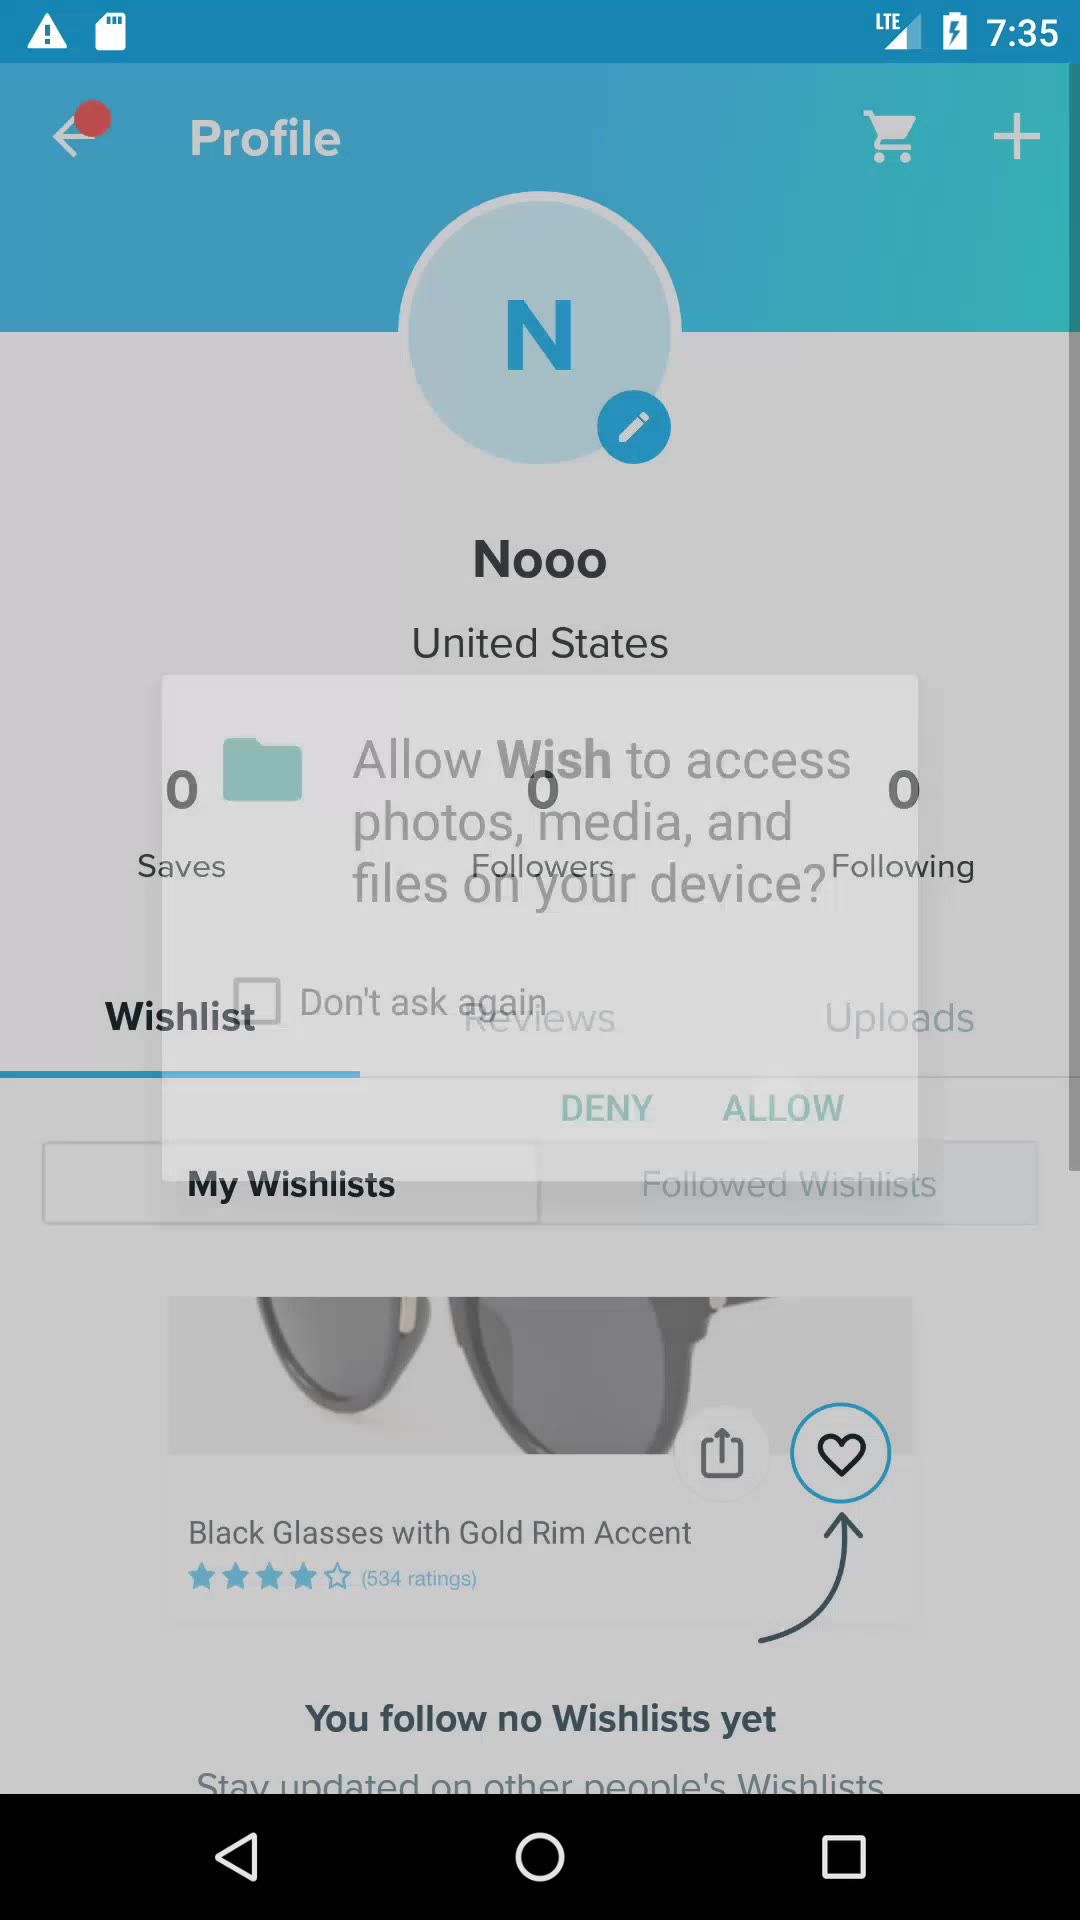 LTE 7:35
Profile
N
Nooo
United States
Allow Wish to access
photos, media, and
files on your device?
0 0 0
Saves Followers Following
Don't ask again
Wishlist Reviews Uploads
DENY ALLOW
My Wishlists Followed Wishlists
Black Glasses with Gold Rim Accent
(534 ratings)
You follow no Wishlists yet
Stay updated on other people's Wishlists